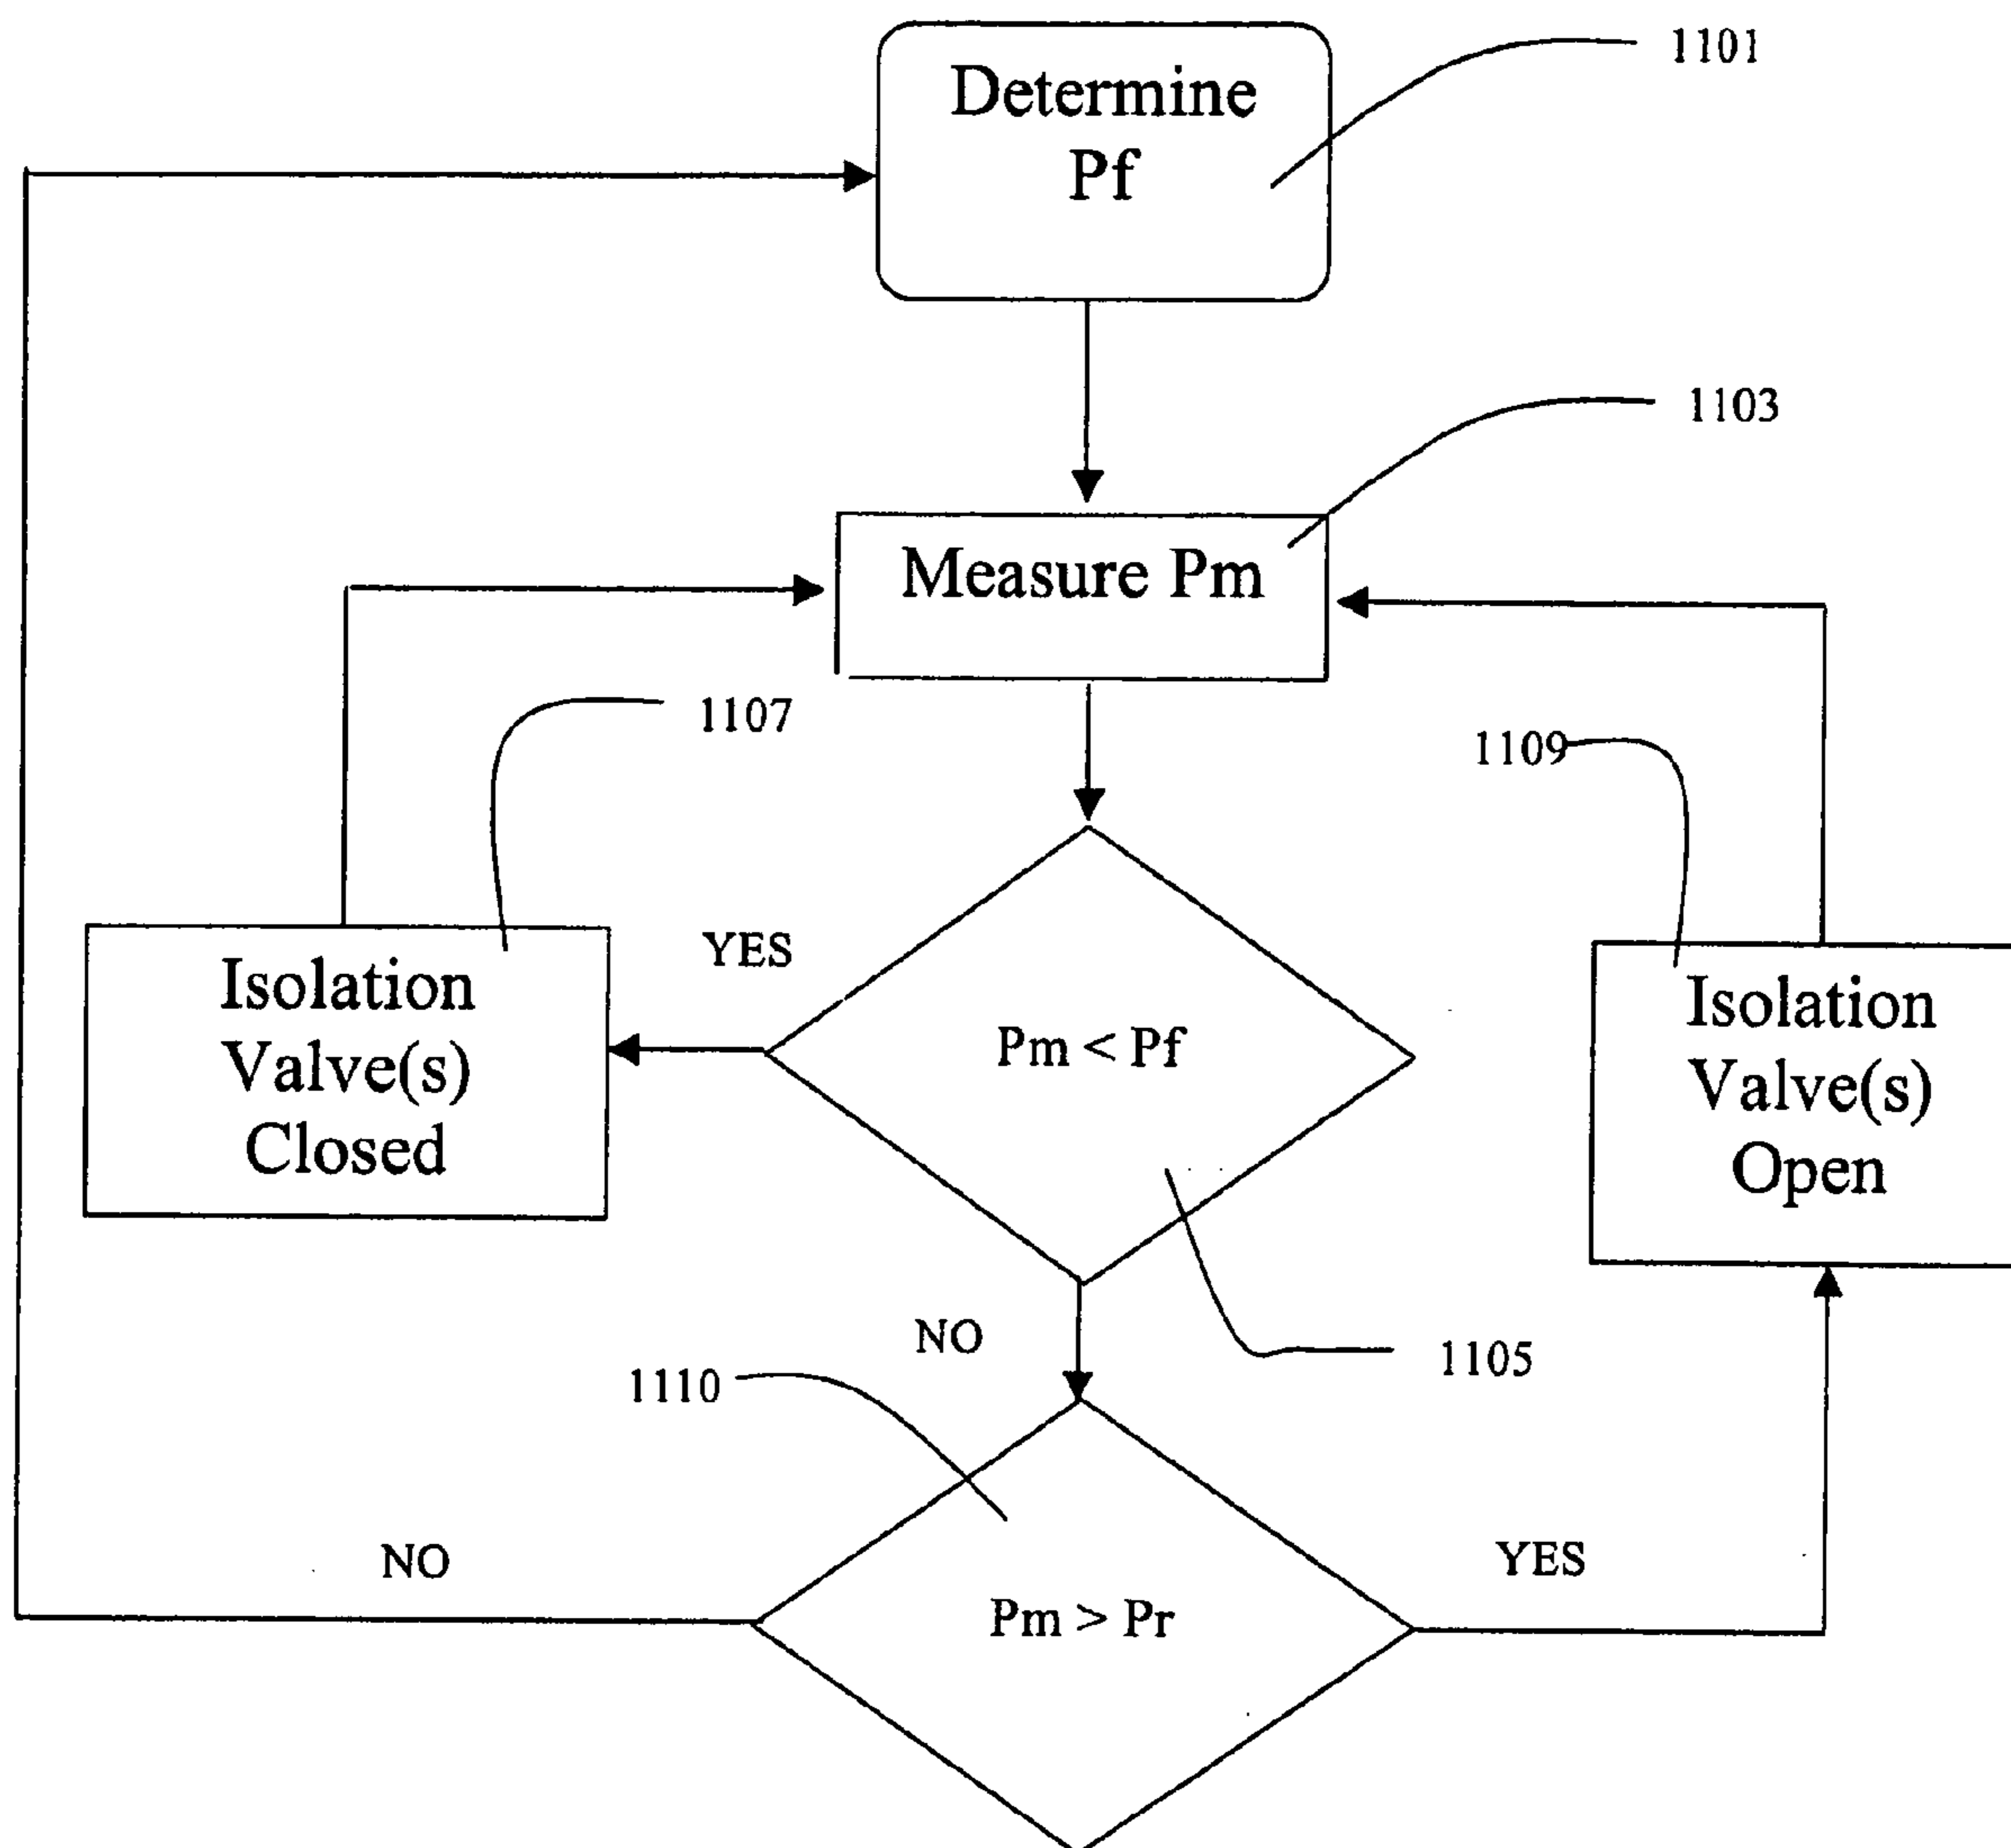 Determine
Pf
1101
1103
Measure Pm
1107
1109
Isolation
Valve(s)
Closed
YES
Pm < Pf
Isolation
Valve(s)
Open
NO
1105
1110
NO
YES
Pm > Pr